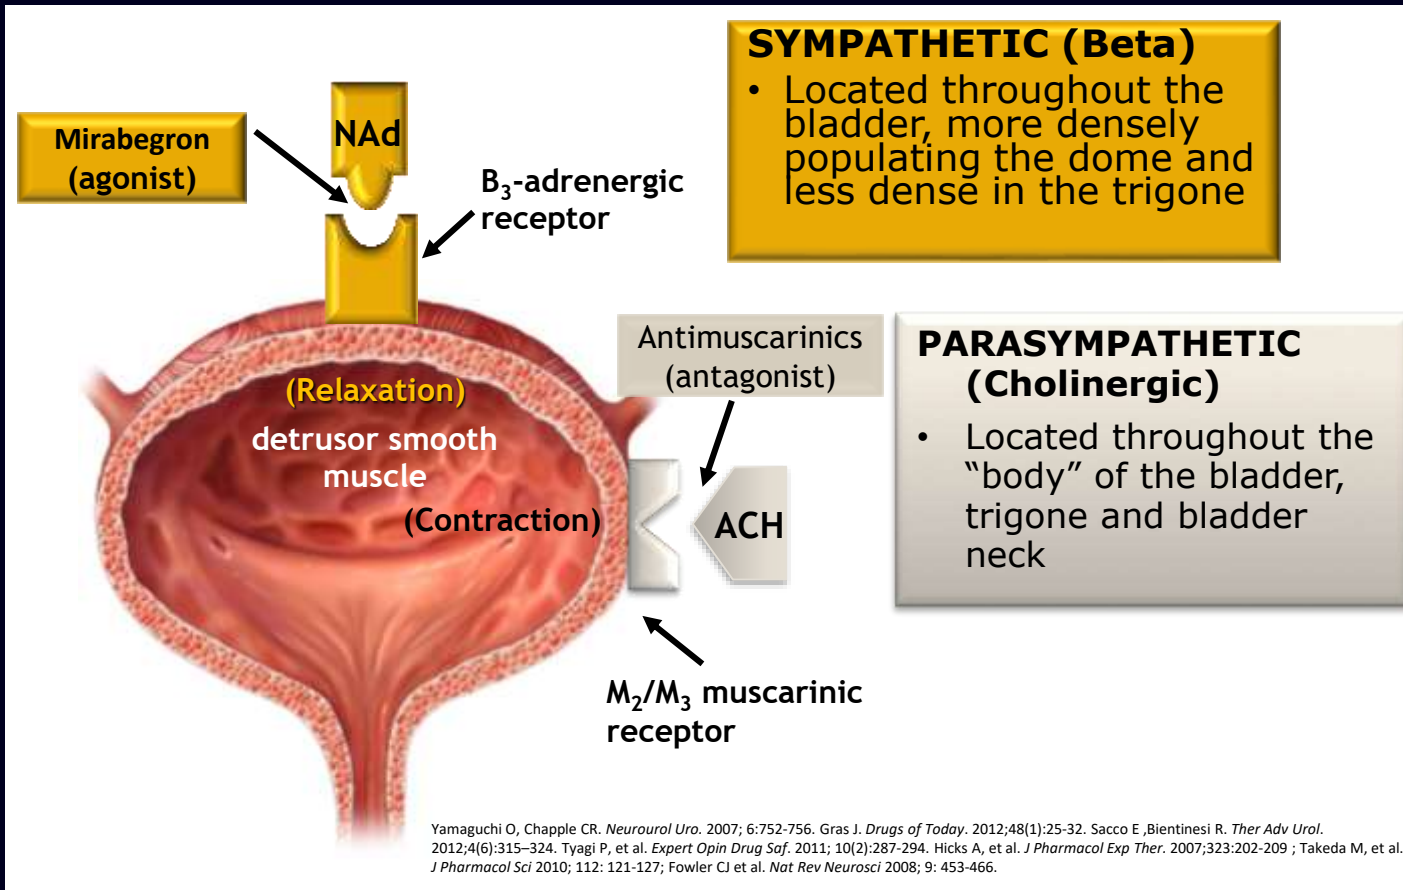 SYMPATHETIC (Beta)
• Located throughout the
bladder, more densely
populating the dome and
less dense in the trigone
Mirabegron
(agonist)
NAd
B₃-adrenergic
receptor
(Relaxation)
detrusor smooth
muscle
(Contraction)
Antimuscarinics
(antagonist)
ACH
PARASYMPATHETIC
(Cholinergic)
• Located throughout the
“body” of the bladder,
trigone and bladder
neck
M₂/M₃ muscarinic
receptor
Yamaguchi O, Chapple CR. Neurourol Uro. 2007; 6:752-756. Gras J. Drugs of Today. 2012;48(1):25-32. Sacco E ,Bientinesi R. Ther Adv Urol.
2012;4(6):315–324. Tyagi P, et al. Expert Opin Drug Saf. 2011; 10(2):287-294. Hicks A, et al. J Pharmacol Exp Ther. 2007;323:202-209 ; Takeda M, et al.
J Pharmacol Sci 2010; 112: 121-127; Fowler CJ et al. Nat Rev Neurosci 2008; 9: 453-466.